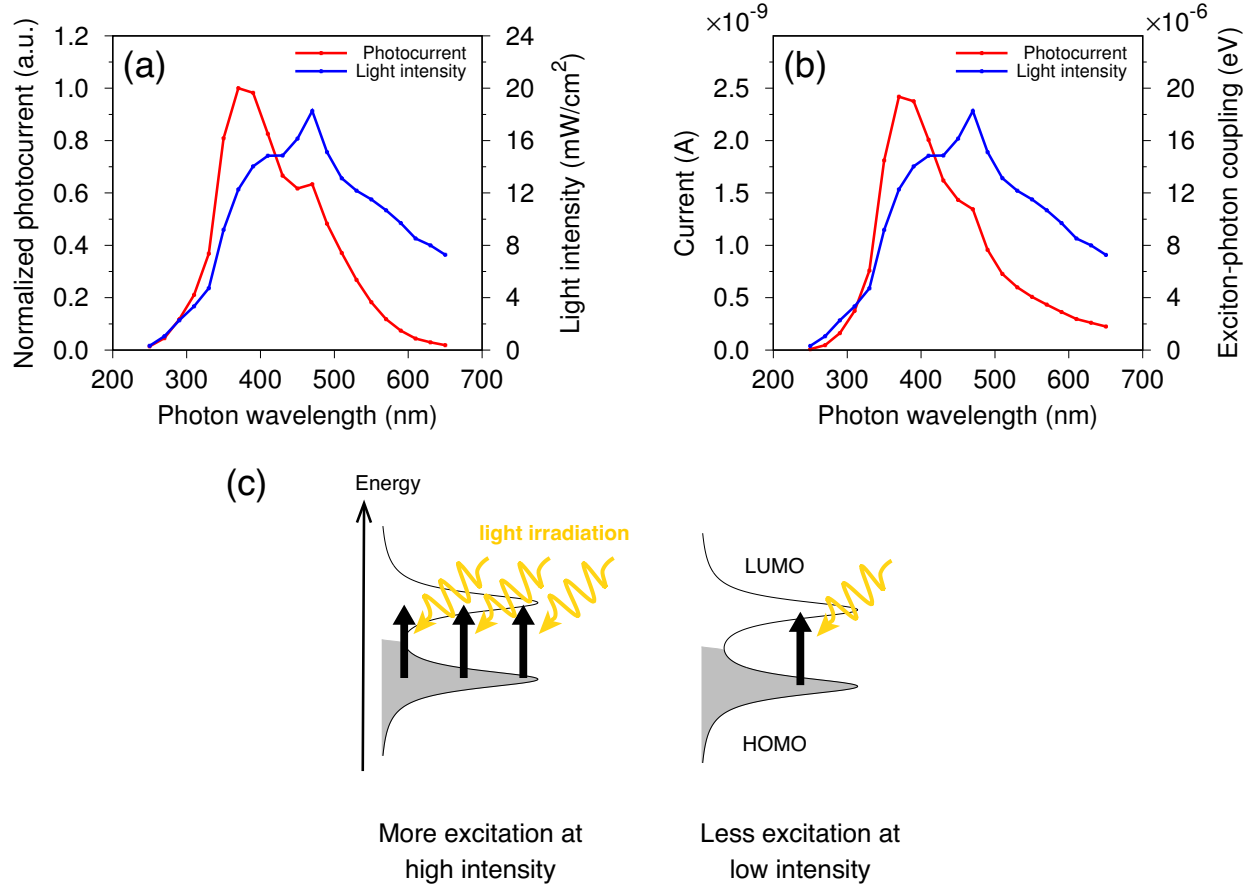 (a)
Photocurrent
Light intensity
Normalized photocurrent (a.u.)
1.2
1.0
0.8
0.6
0.4
0.2
0.0
24
20
16
12
8
4
0
Light intensity (mW/cm²)
200 300 400 500 600 700
Photon wavelength (nm)
(b)
×10⁻⁹
×10⁻⁶
Photocurrent
Light intensity
Current (A)
2.5
2.0
1.5
1.0
0.5
0.0
20
16
12
8
4
0
Exciton-photon coupling (eV)
200 300 400 500 600 700
Photon wavelength (nm)
(c)
Energy
light irradiation
LUMO
HOMO
More excitation at
high intensity
Less excitation at
low intensity